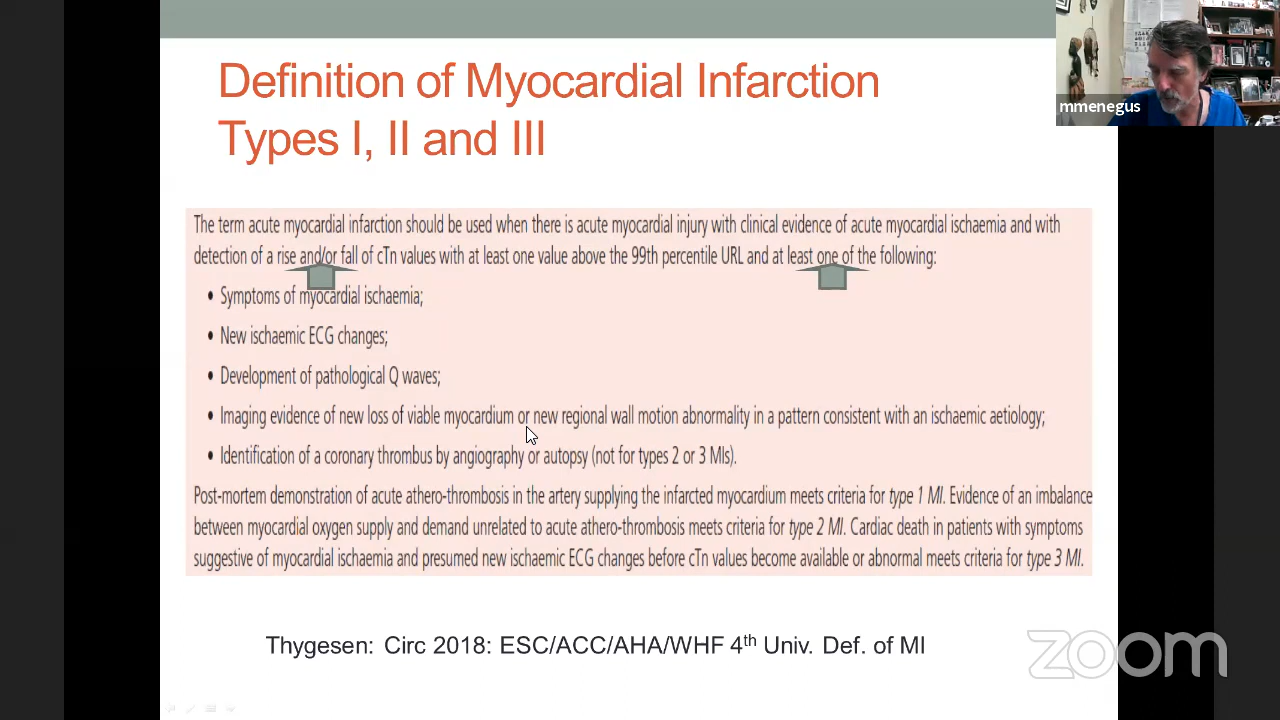 Definition of Myocardial Infarction
Types I, II and III
mmenegus
The term acute myocardial infarction should be used when there is acute myocardial injury with clinical evidence of acute myocardial ischaemia and with
detection of a rise and/or fall of cTn values with at least one value above the 99th percentile URL and at least one of the following:
• Symptoms of myocardial ischaemia;
• New ischaemic ECG changes;
• Development of pathological Q waves;
• Imaging evidence of new loss of viable myocardium or new regional wall motion abnormality in a pattern consistent with an ischaemic aetiology;
• Identification of a coronary thrombus by angiography or autopsy (not for types 2 or 3 MIs).
Post-mortem demonstration of acute athero-thrombosis in the artery supplying the infarcted myocardium meets criteria for type 1 MI. Evidence of an imbalance
between myocardial oxygen supply and demand unrelated to acute athero-thrombosis meets criteria for type 2 MI. Cardiac death in patients with symptoms
suggestive of myocardial ischaemia and presumed new ischaemic ECG changes before cTn values become available or abnormal meets criteria for type 3 MI.
Thygesen: Circ 2018: ESC/ACC/AHA/WHF 4th Univ. Def. of MI
zoom